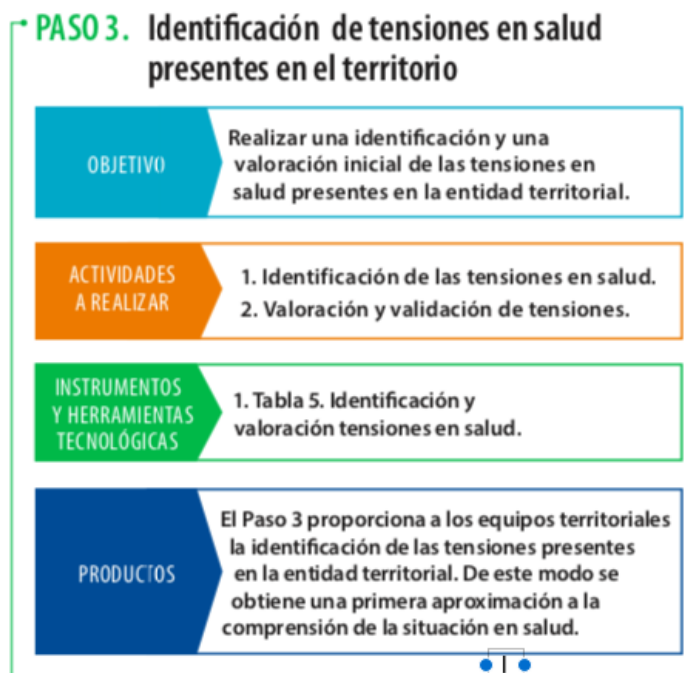 PASO 3. Identificación de tensiones en salud
presentes en el territorio
OBJETIVO
Realizar una identificación y una
valoración inicial de las tensiones en
salud presentes en la entidad territorial.
ACTIVIDADES
A REALIZAR
1. Identificación de las tensiones en salud.
2. Valoración y validación de tensiones.
INSTRUMENTOS
Y HERRAMIENTAS
TECNOLÓGICAS
1. Tabla 5. Identificación y
valoración tensiones en salud.
PRODUCTOS
El Paso 3 proporciona a los equipos territoriales
la identificación de las tensiones presentes
en la entidad territorial. De este modo se
obtiene una primera aproximación a la
comprensión de la situación en salud.